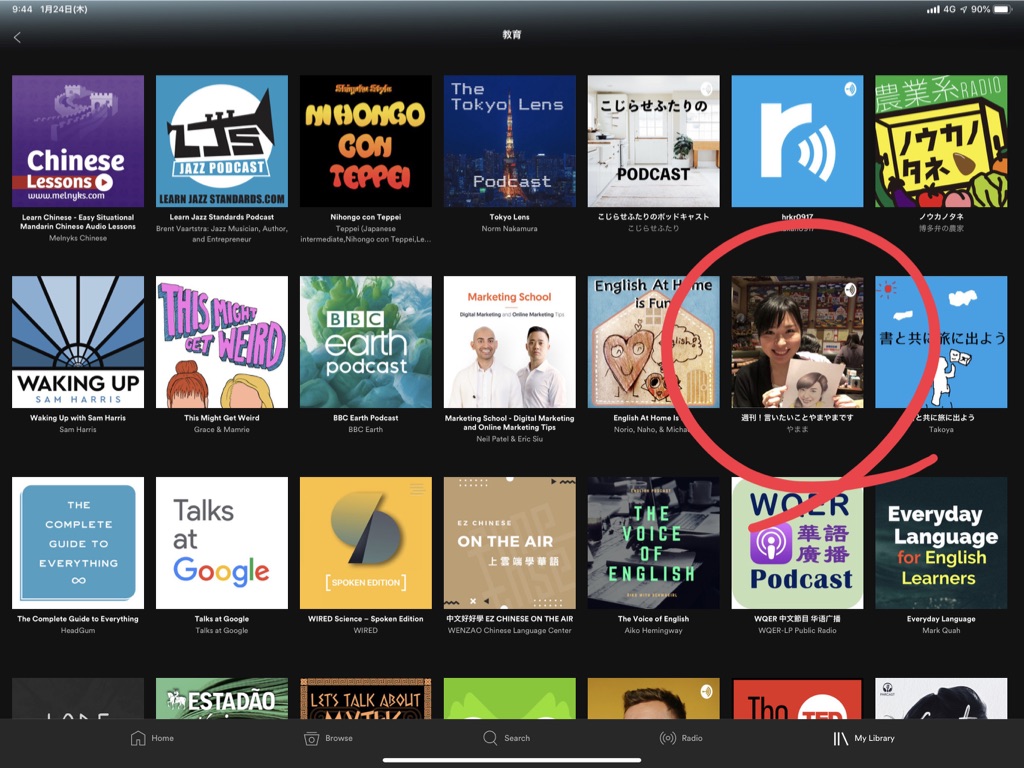 9:44 1月24日(木)
4G 90%
教育
Chinese
Lessons
www.melnyks.com
LJS
JAZZ PODCAST
LEARN JAZZ STANDARDS.COM
Shinyaka Style
NIHONGO
CON
TEPPEI
The
Tokyo Lens
Podcast
こじらせふたりの
PODCAST
r
農業系RADIO
ノウカノ
タネ
Learn Chinese - Easy Situational
Mandarin Chinese Audio Lessons
Melnyks Chinese
Learn Jazz Standards Podcast
Brent Vaartstra: Jazz Musician, Author,
and Entrepreneur
Nihongo con Teppei
Teppei (Japanese
intermediate,Nihongo con Teppei,Le...
Tokyo Lens
Norm Nakamura
こじらせふたりのポッドキャスト
こじらせふたり
hrkr0917
ノウカノタネ
博多弁の農家
WAKING UP
SAM HARRIS
THIS MIGHT
GET WEIRD
BBC
earth
podcast
Marketing School
Digital Marketing and Online Marketing Tips
English At Home
is Fun
English
書と共に旅に出よう
Waking Up with Sam Harris
Sam Harris
This Might Get Weird
Grace & Mamrie
BBC Earth Podcast
BBC Earth
Marketing School - Digital Marketing
and Online Marketing Tips
Neil Patel & Eric Siu
English At Home is
Norio, Naho, & Micha
週刊！言いたいことやまやまです
やまま
と共に旅に出よう
Takoya
THE
COMPLETE
GUIDE TO
EVERYTHING
∞
Talks
at
Google
[SPOKEN EDITION]
EZ CHINESE
ON THE AIR
上雲端學華語
ENGLISH PODCAST
THE
VOICE
OF
ENGLISH
WQER
華語
廣播
Podcast
Everyday
Language
for English
Learners
The Complete Guide to Everything
HeadGum
Talks at Google
Talks at Google
WIRED Science – Spoken Edition
WIRED
中文好好學 EZ CHINESE ON THE AIR
WENZAO Chinese Language Center
The Voice of English
Aiko Hemingway
WQER 中文節目 华语广播
WQER-LP Public Radio
Everyday Language
Mark Quah
ESTADÃO
LET'S TALK ABOUT
MYTHS
The TED
Home
Browse
Search
Radio
My Library